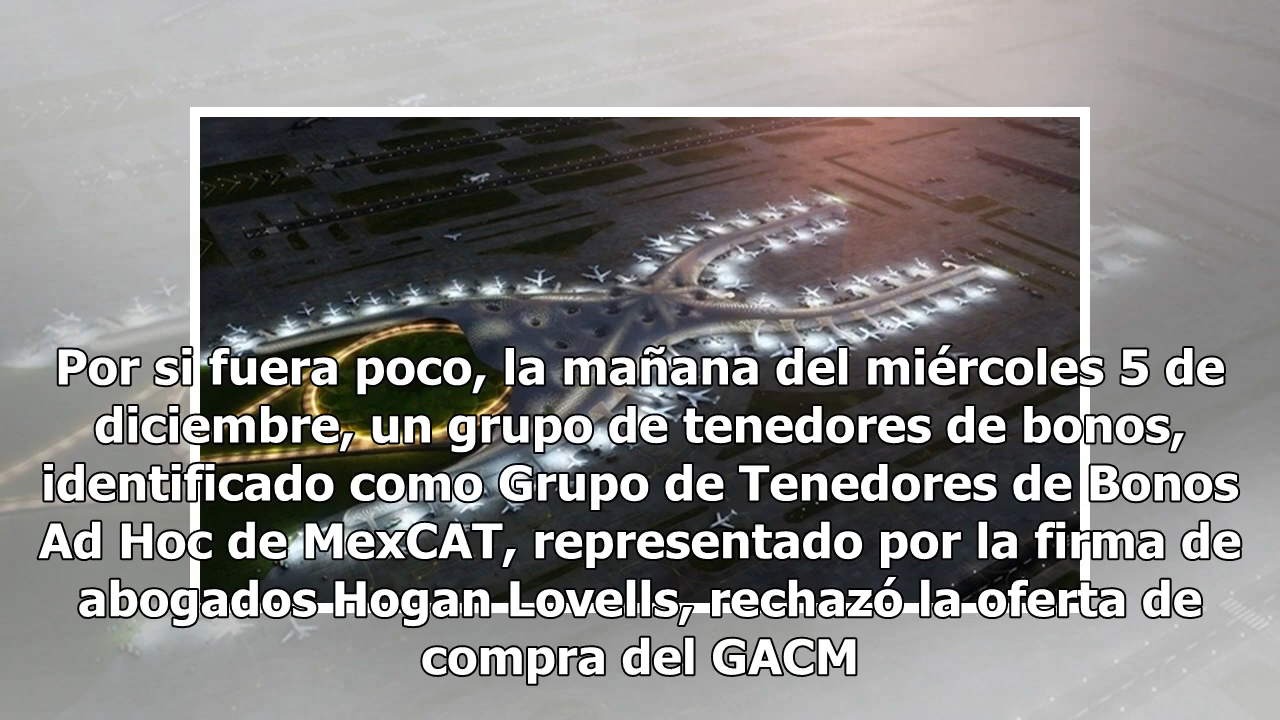 Por si fuera poco, la mañana del miércoles 5 de
diciembre, un grupo de tenedores de bonos,
identificado como Grupo de Tenedores de Bonos
Ad Hoc de MexCAT, representado por la firma de
abogados Hogan Lovells, rechazó la oferta de
compra del GACM